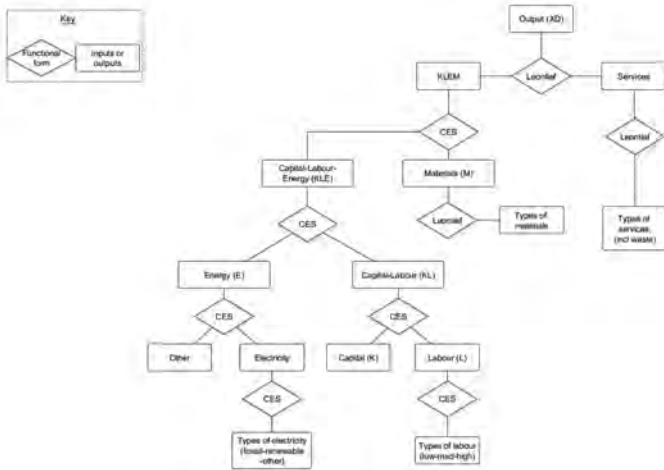 Key
Functional
form
Inputs or
outputs
Output (XD)
KLEM
Leontief
Services
CES
Leontief
Capital-Labour-
Energy (KLE)
Materials (M)
CES
Leontief
Types of
materials
Types of
services,
(incl waste)
Energy (E)
Capital-Labour (KL)
CES
CES
Other
Electricity
Capital (K)
Labour (L)
CES
CES
Types of electricity
(fossil-renewable
-other)
Types of labour
(low-med-high)